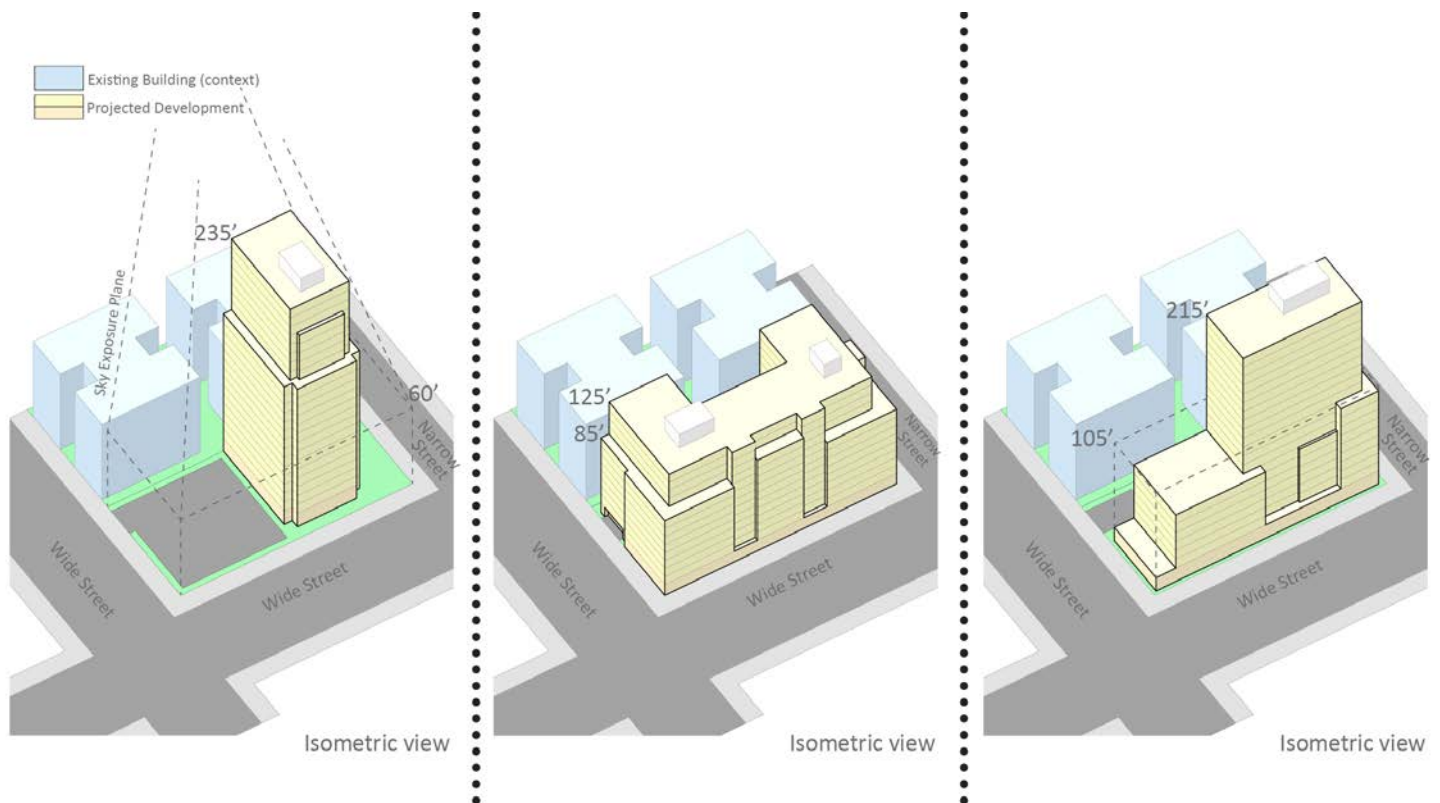 Existing Building (context)
Projected Development
235'
Sky Exposure Plane
60'
Narrow
Street
Wide Street
Wide Street
Isometric view
125'
85'
Narrow
Street
Wide Street
Wide Street
Isometric view
215'
105'
Narrow
Street
Wide Street
Wide Street
Isometric view